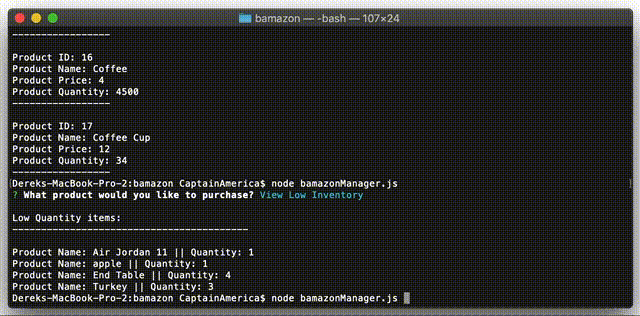 bamazon — -bash — 107×24
-----------------
Product ID: 16
Product Name: Coffee
Product Price: 4
Product Quantity: 4500
-----------------
Product ID: 17
Product Name: Coffee Cup
Product Price: 12
Product Quantity: 34
-----------------
[Dereks-MacBook-Pro-2:bamazon CaptainAmerica$ node bamazonManager.js ]
? What product would you like to purchase? View Low Inventory
Low Quantity items:
-----------------------------------------
Product Name: Air Jordan 11 || Quantity: 1
Product Name: apple || Quantity: 1
Product Name: End Table || Quantity: 4
Product Name: Turkey || Quantity: 3
Dereks-MacBook-Pro-2:bamazon CaptainAmerica$ node bamazonManager.js